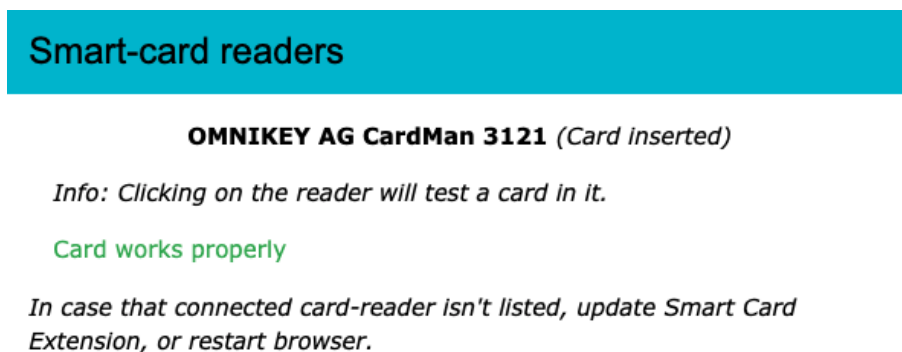 Smart-card readers
OMNIKEY AG CardMan 3121 (Card inserted)
Info: Clicking on the reader will test a card in it.
Card works properly
In case that connected card-reader isn't listed, update Smart Card
Extension, or restart browser.